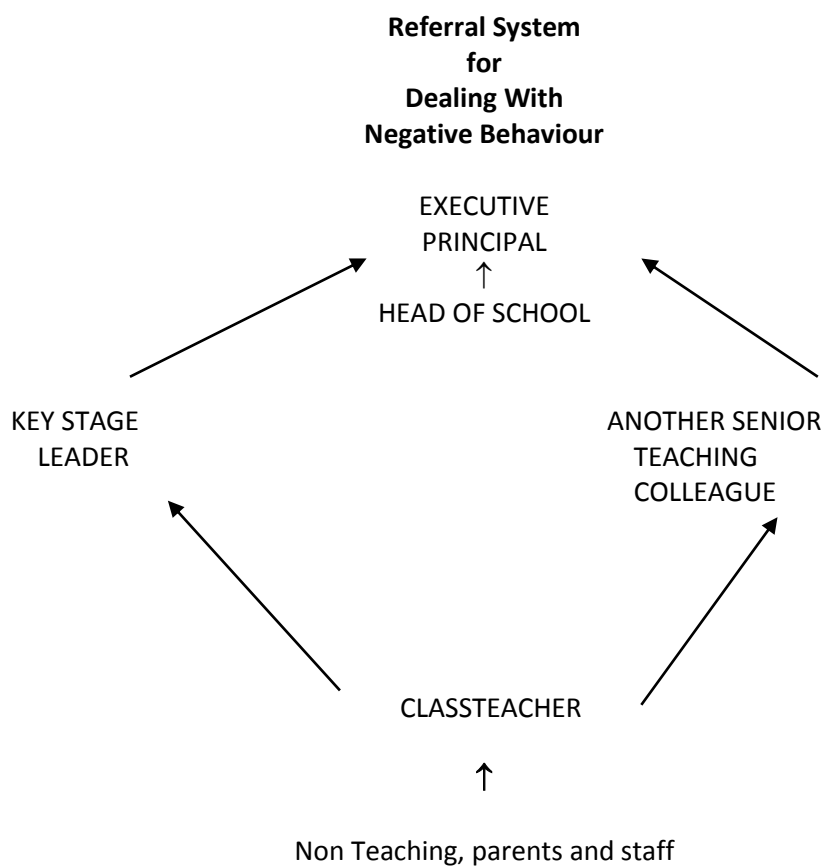 Referral System
for
Dealing With
Negative Behaviour
EXECUTIVE
PRINCIPAL
↑
HEAD OF SCHOOL
KEY STAGE
LEADER
ANOTHER SENIOR
TEACHING
COLLEAGUE
CLASSTEACHER
↑
Non Teaching, parents and staff